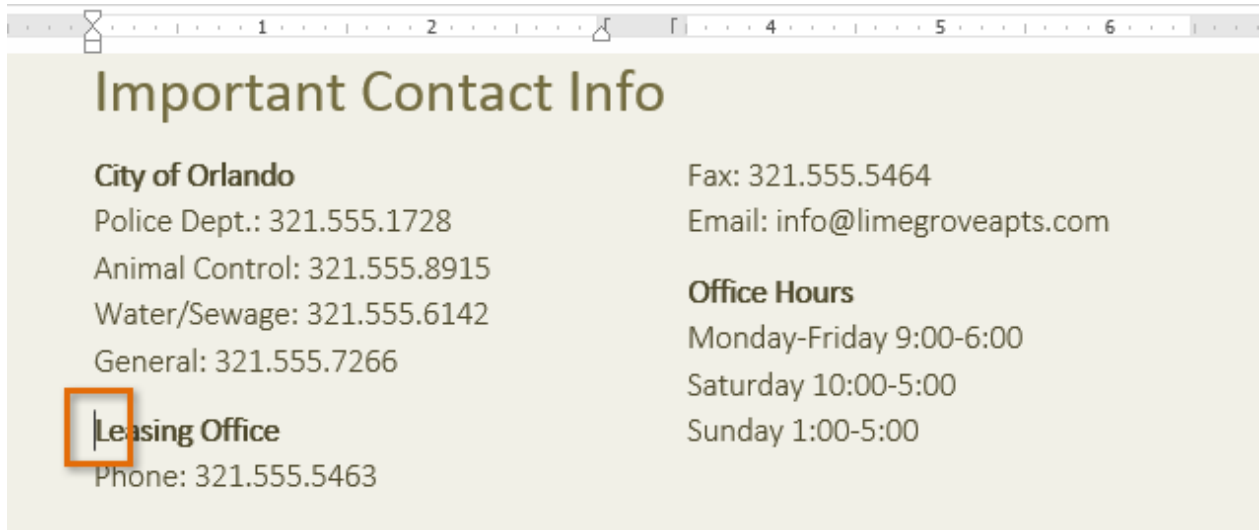 1 2 4 5 6
Important Contact Info
City of Orlando
Police Dept.: 321.555.1728
Animal Control: 321.555.8915
Water/Sewage: 321.555.6142
General: 321.555.7266
Leasing Office
Phone: 321.555.5463
Fax: 321.555.5464
Email: info@limegroveapts.com
Office Hours
Monday-Friday 9:00-6:00
Saturday 10:00-5:00
Sunday 1:00-5:00